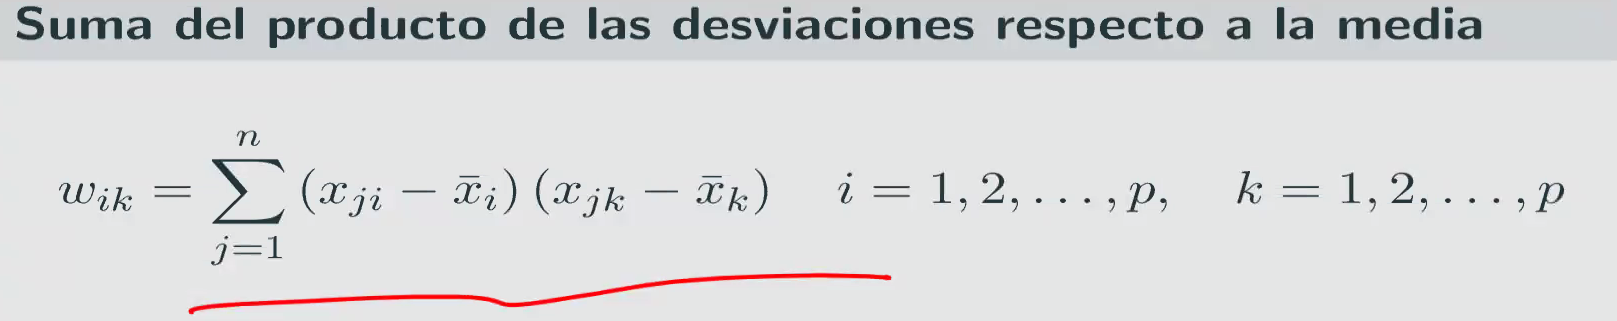 Suma del producto de las desviaciones respecto a la media
$w_{ik} = \sum_{j=1}^{n} (x_{ji} - \bar{x}_i) (x_{jk} - \bar{x}_k) \quad i = 1, 2, \ldots, p, \quad k = 1, 2, \ldots, p$